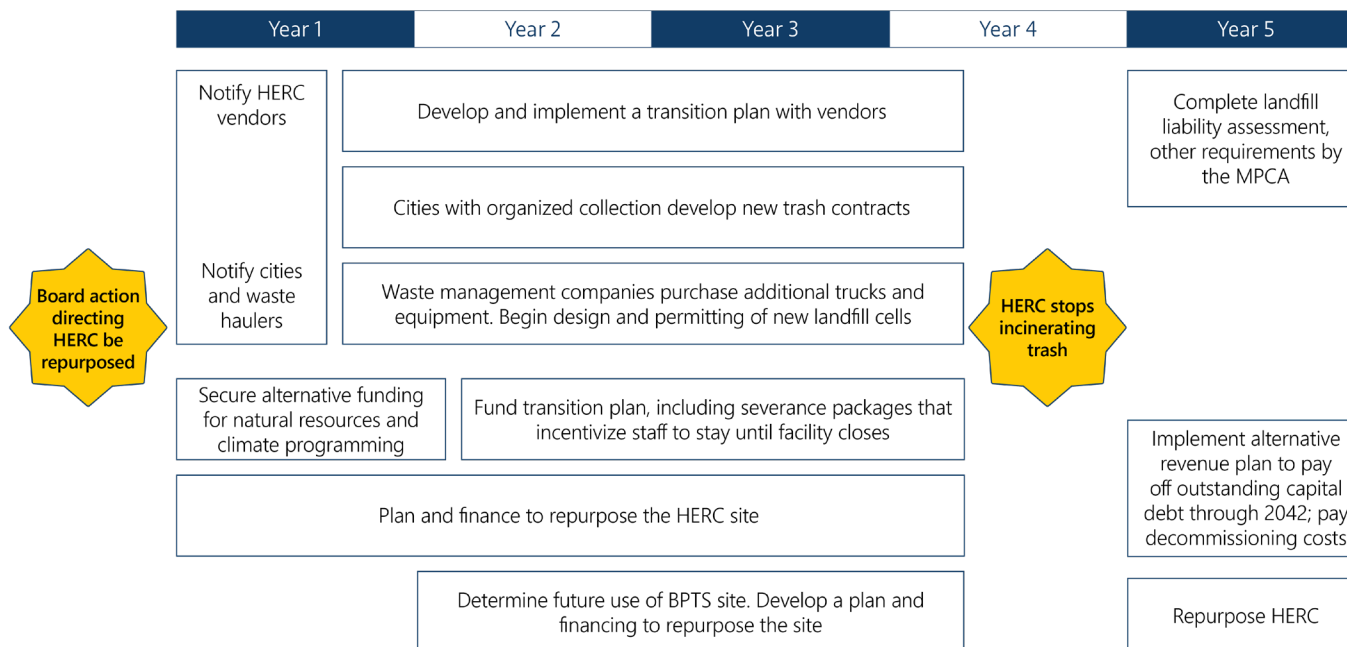 Year 1
Year 2
Year 3
Year 4
Year 5
Board action
directing
HERC be
repurposed
Notify HERC
vendors
Notify cities
and waste
haulers
Develop and implement a transition plan with vendors
Cities with organized collection develop new trash contracts
Waste management companies purchase additional trucks and
equipment. Begin design and permitting of new landfill cells
HERC stops
incinerating
trash
Complete landfill
liability assessment,
other requirements by
the MPCA
Secure alternative funding
for natural resources and
climate programming
Fund transition plan, including severance packages that
incentivize staff to stay until facility closes
Plan and finance to repurpose the HERC site
Implement alternative
revenue plan to pay
off outstanding capital
debt through 2042; pay
decommissioning costs
Determine future use of BPTS site. Develop a plan and
financing to repurpose the site
Repurpose HERC